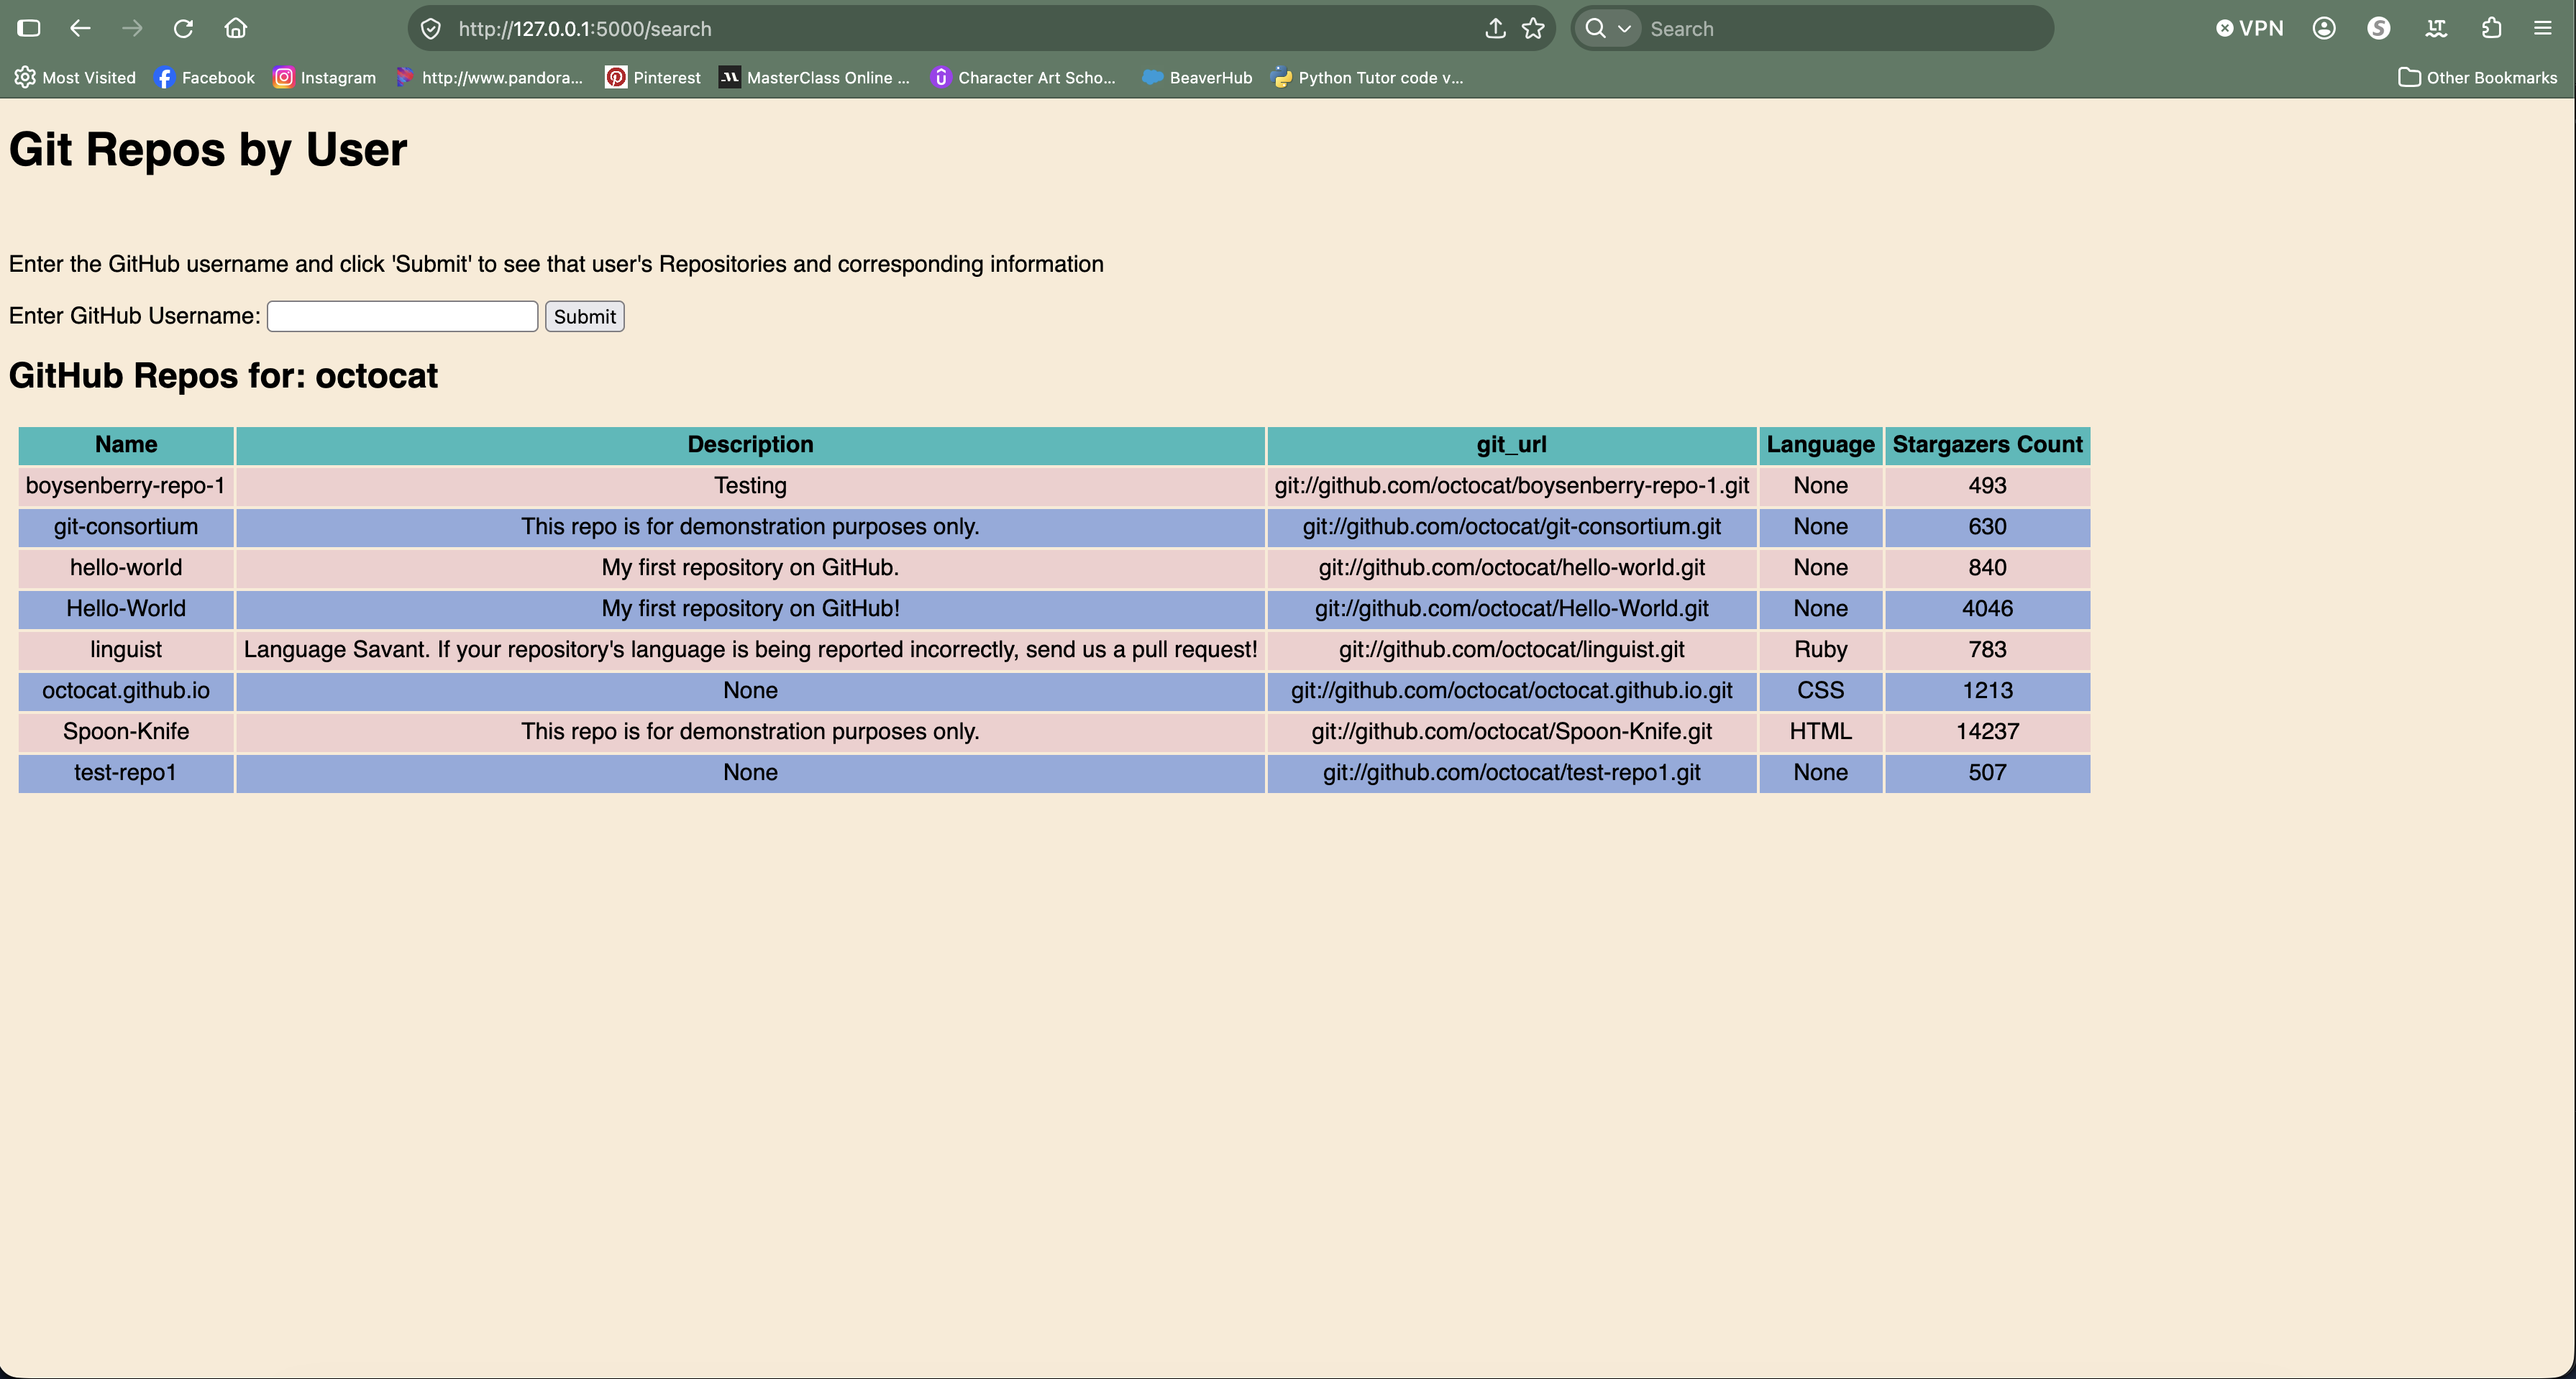 http://127.0.0.1:5000/search
Search
VPN
Most Visited Facebook Instagram http://www.pandora... Pinterest MasterClass Online ... Character Art Scho... BeaverHub Python Tutor code v... Other Bookmarks
Git Repos by User
Enter the GitHub username and click 'Submit' to see that user's Repositories and corresponding information
Enter GitHub Username: Submit
GitHub Repos for: octocat
Name Description git_url Language Stargazers Count
boysenberry-repo-1 Testing git://github.com/octocat/boysenberry-repo-1.git None 493
git-consortium This repo is for demonstration purposes only. git://github.com/octocat/git-consortium.git None 630
hello-world My first repository on GitHub. git://github.com/octocat/hello-world.git None 840
Hello-World My first repository on GitHub! git://github.com/octocat/Hello-World.git None 4046
linguist Language Savant. If your repository's language is being reported incorrectly, send us a pull request! git://github.com/octocat/linguist.git Ruby 783
octocat.github.io None git://github.com/octocat/octocat.github.io.git CSS 1213
Spoon-Knife This repo is for demonstration purposes only. git://github.com/octocat/Spoon-Knife.git HTML 14237
test-repo1 None git://github.com/octocat/test-repo1.git None 507